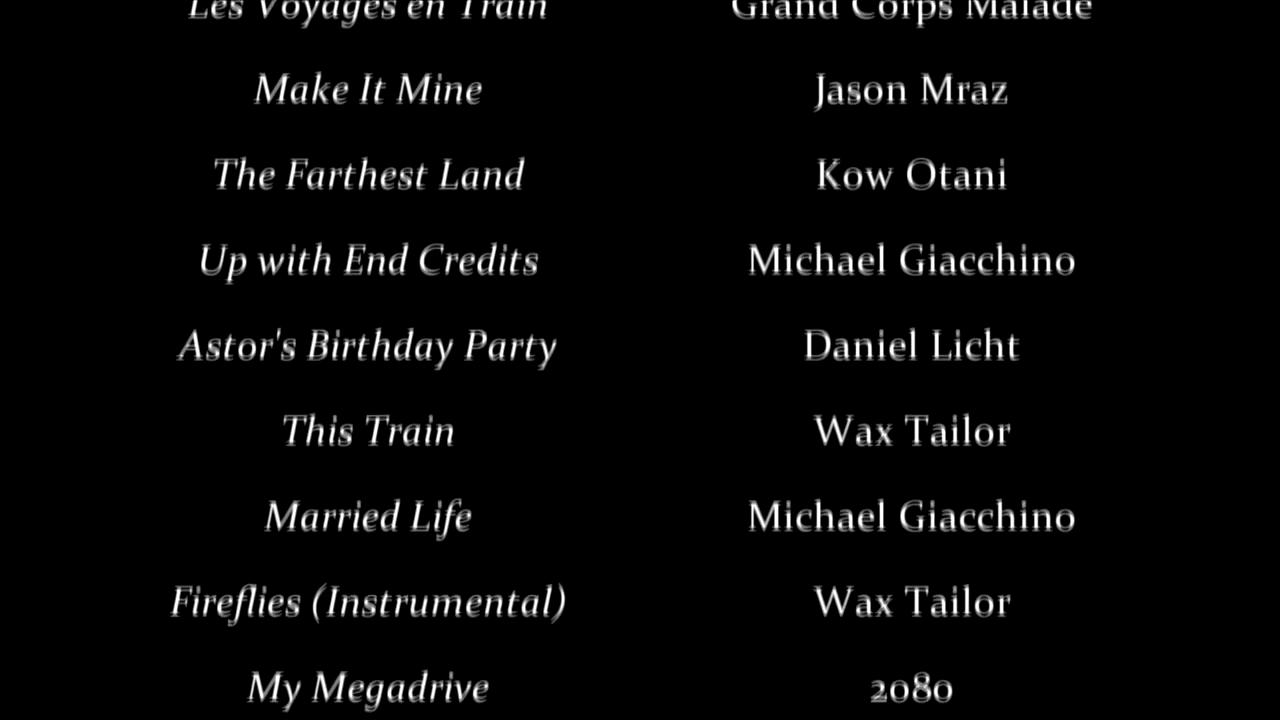 Les Voyages en Train Grand Corps Malade
Make It Mine Jason Mraz
The Farthest Land Kow Otani
Up with End Credits Michael Giacchino
Astor's Birthday Party Daniel Licht
This Train Wax Tailor
Married Life Michael Giacchino
Fireflies (Instrumental) Wax Tailor
My Megadrive 2080